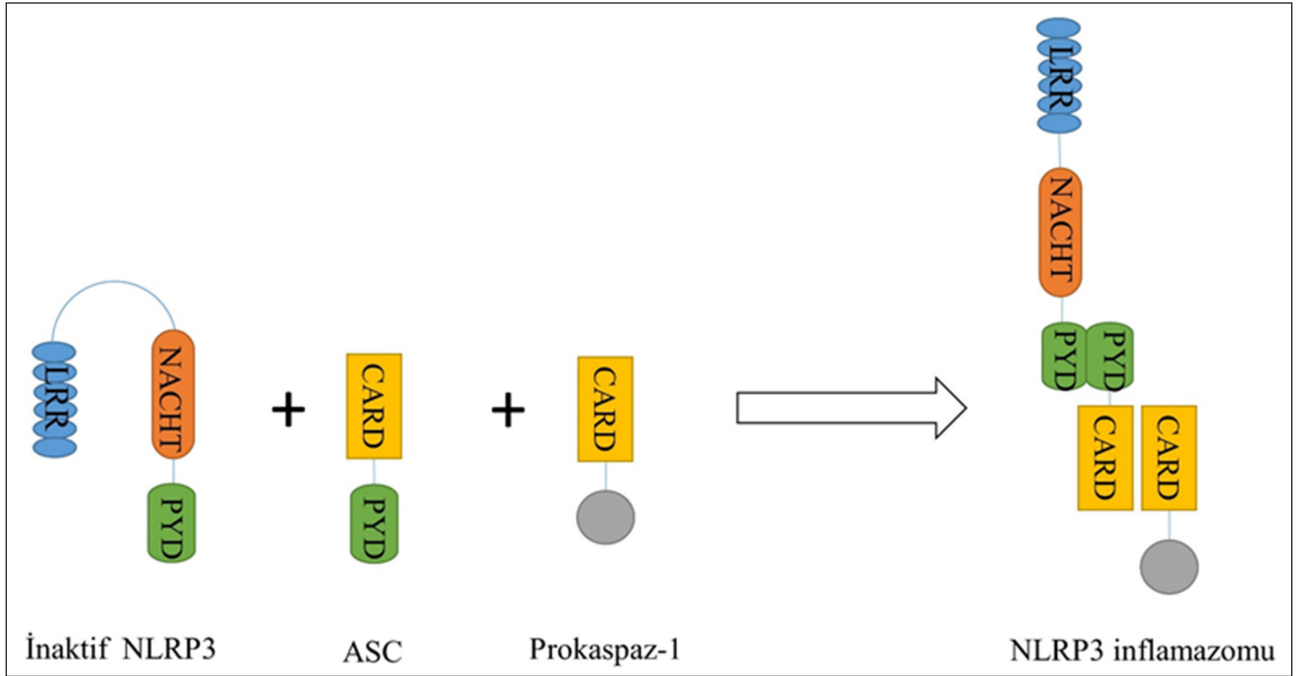 LRR
NACHT
PYD
+
CARD
PYD
+
CARD
LRR
NACHT
PYD
PYD
CARD
CARD
İnaktif NLRP3
ASC
Prokaspaz-1
NLRP3 inflamazomu